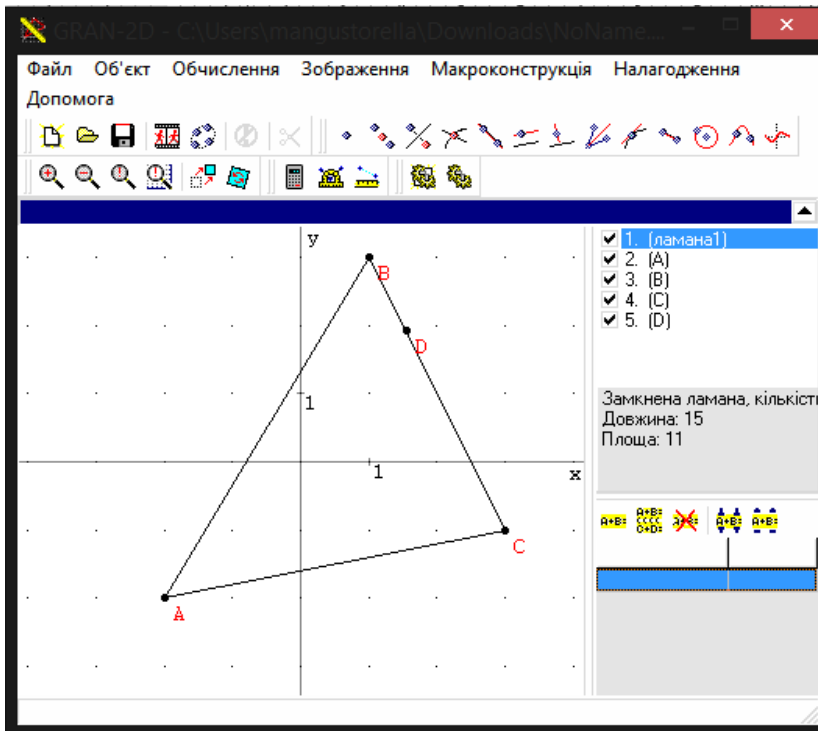 GRAN-2D - C:\Users\mangustorella\Downloads\NoName....
Файл Об'єкт Обчислення Зображення Макроконструкція Налагодження
Допомога
y
B
D
1
1
x
C
A
1. (ламана1)
2. (A)
3. (B)
4. (C)
5. (D)
Замкнена ламана, кількість
Довжина: 15
Площа: 11